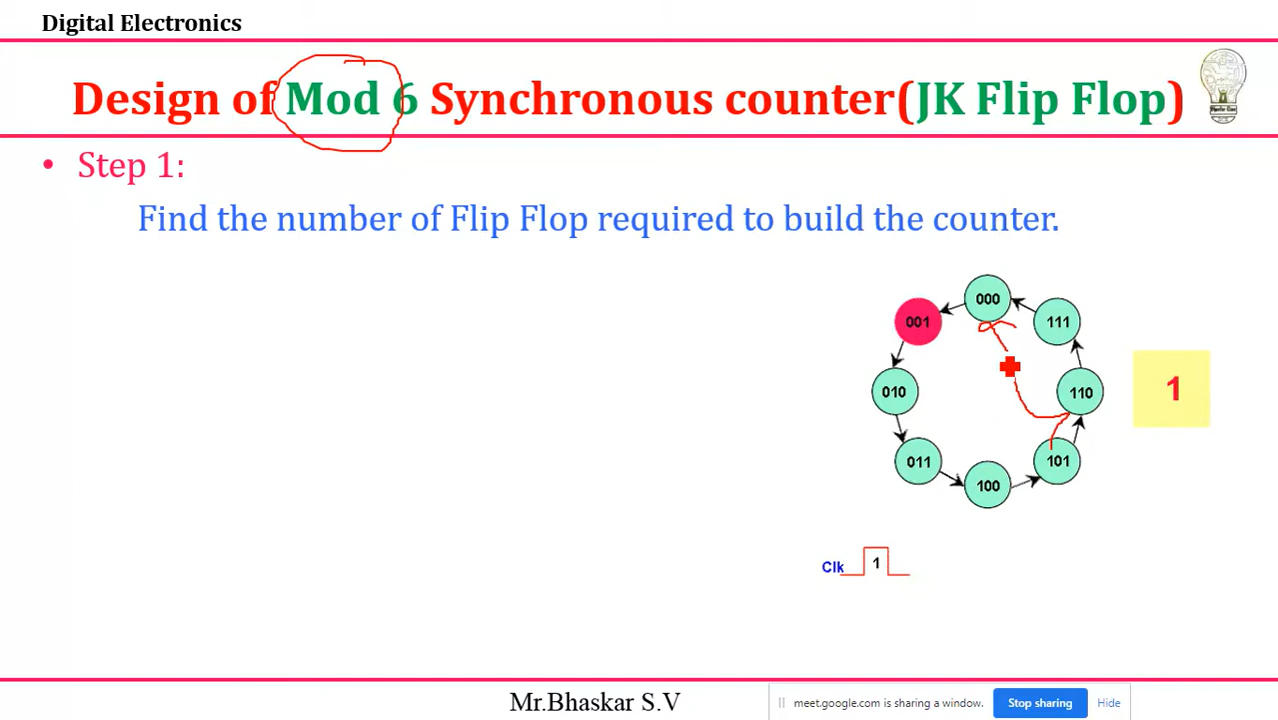 Digital Electronics
Design of Mod 6 Synchronous counter(JK Flip Flop)
• Step 1:
Find the number of Flip Flop required to build the counter.
000
001
111
010
110
1
011
101
100
Clk
1
Mr.Bhaskar S.V
meet.google.com is sharing a window.
Stop sharing
Hide